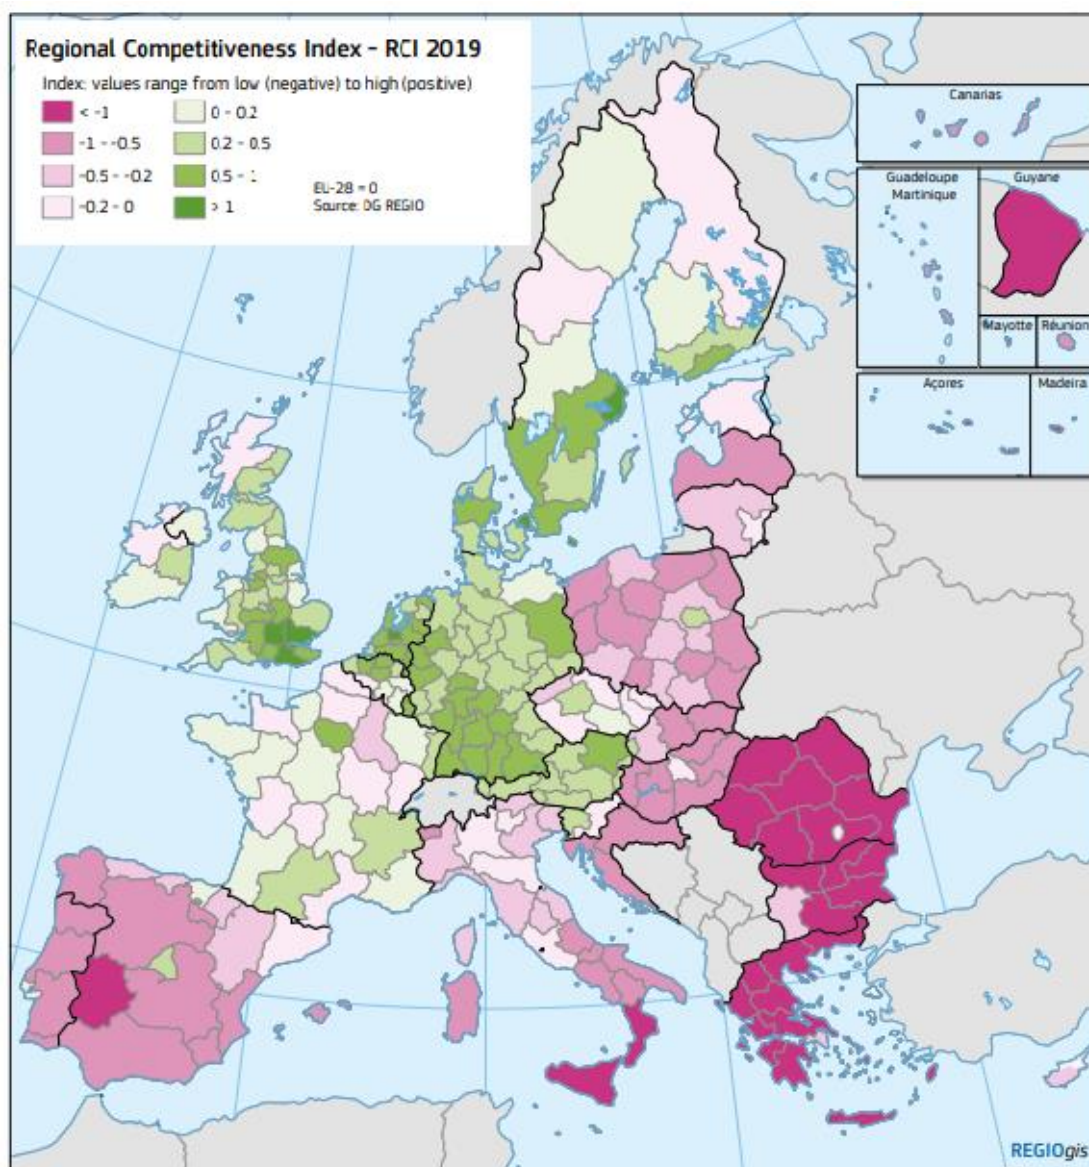 Regional Competitiveness Index - RCI 2019
Index: values range from low (negative) to high (positive)
< -1
-1 - -0.5
-0.5 - -0.2
-0.2 - 0
0 - 0.2
0.2 - 0.5
0.5 - 1
> 1
EU-28 = 0
Source: DG REGIO
Canarias
Guadeloupe
Martinique
Guyane
Mayotte
Réunion
Açores
Madeira
REGIOgis